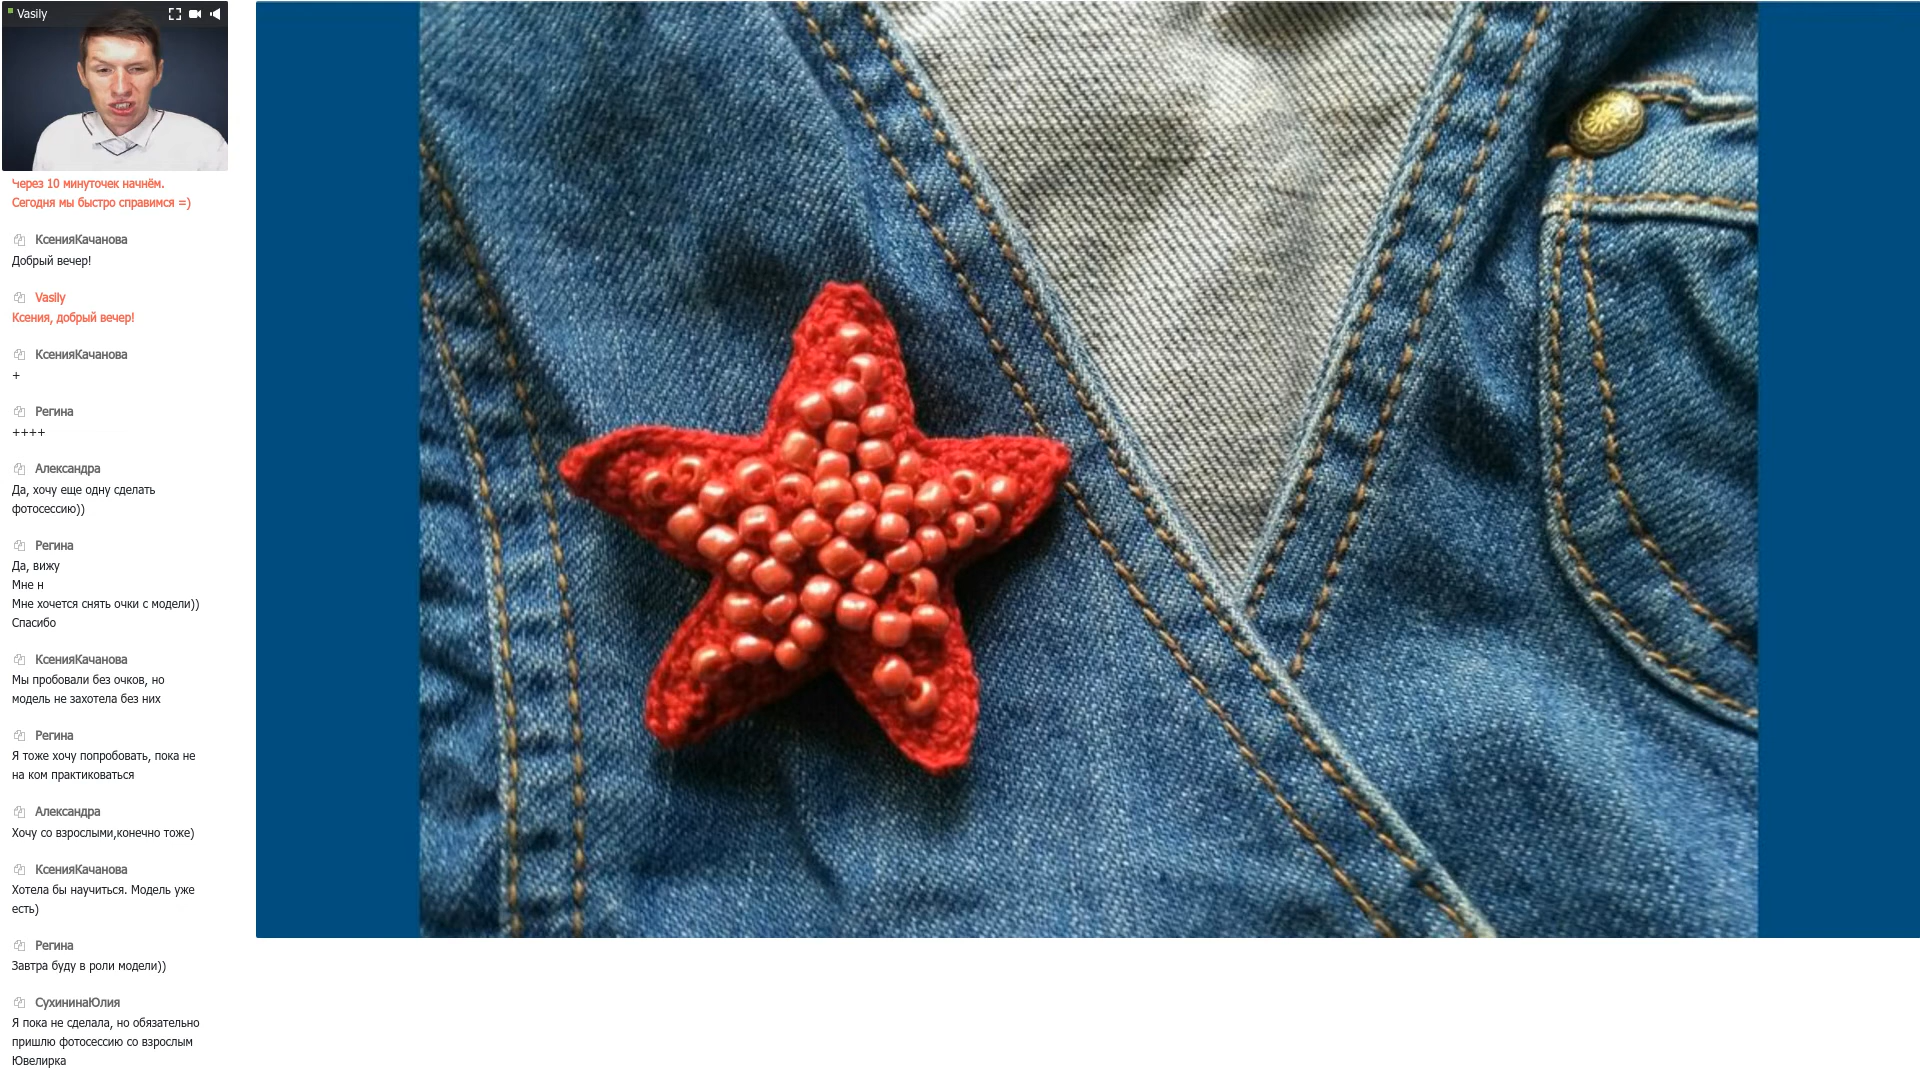 Vasily
Через 10 минуточек начнём.
Сегодня мы быстро справимся =)
КсенияКачанова
Добрый вечер!
Vasily
Ксения, добрый вечер!
КсенияКачанова
+
Регина
++++
Александра
Да, хочу еще одну сделать
фотосессию))
Регина
Да, вижу
Мне н
Мне хочется снять очки с модели))
Спасибо
КсенияКачанова
Мы пробовали без очков, но
модель не захотела без них
Регина
Я тоже хочу попробовать, пока не
на ком практиковаться
Александра
Хочу со взрослыми,конечно тоже)
КсенияКачанова
Хотела бы научиться. Модель уже
есть)
Регина
Завтра буду в роли модели))
СухининаЮлия
Я пока не сделала, но обязательно
пришлю фотосессию со взрослым
Ювелирка